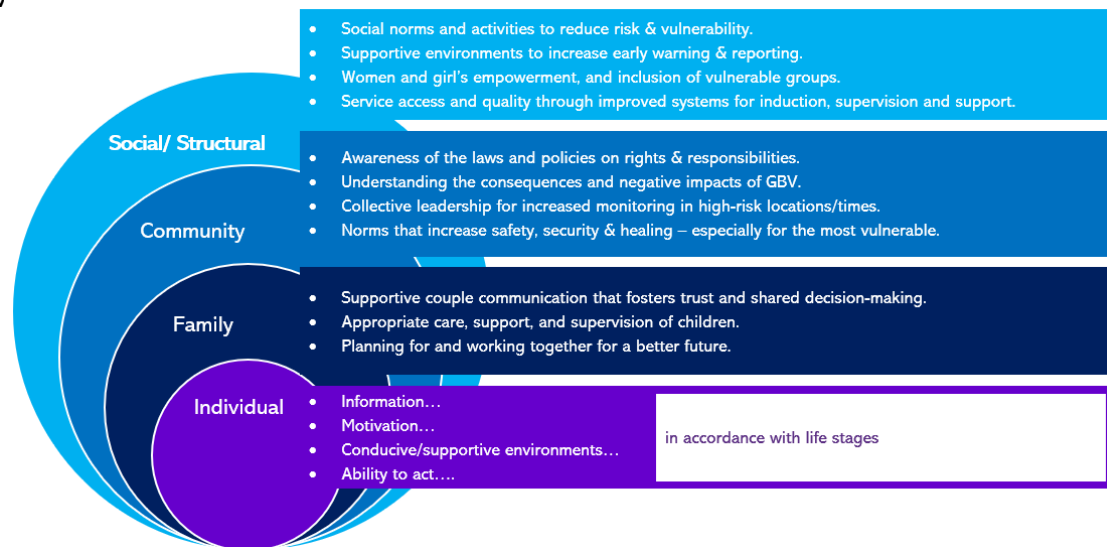 Social/ Structural
• Social norms and activities to reduce risk & vulnerability.
• Supportive environments to increase early warning & reporting.
• Women and girl's empowerment, and inclusion of vulnerable groups.
• Service access and quality through improved systems for induction, supervision and support.
Community
• Awareness of the laws and policies on rights & responsibilities.
• Understanding the consequences and negative impacts of GBV.
• Collective leadership for increased monitoring in high-risk locations/times.
• Norms that increase safety, security & healing – especially for the most vulnerable.
Family
• Supportive couple communication that fosters trust and shared decision-making.
• Appropriate care, support, and supervision of children.
• Planning for and working together for a better future.
Individual
• Information…
• Motivation…
• Conducive/supportive environments…
• Ability to act….
in accordance with life stages